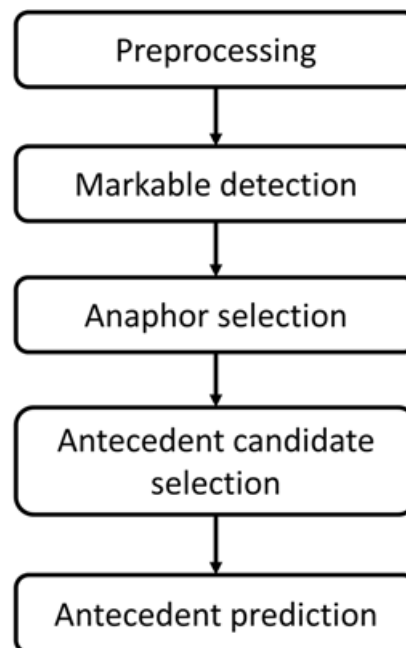 Preprocessing
Markable detection
Anaphor selection
Antecedent candidate
selection
Antecedent prediction